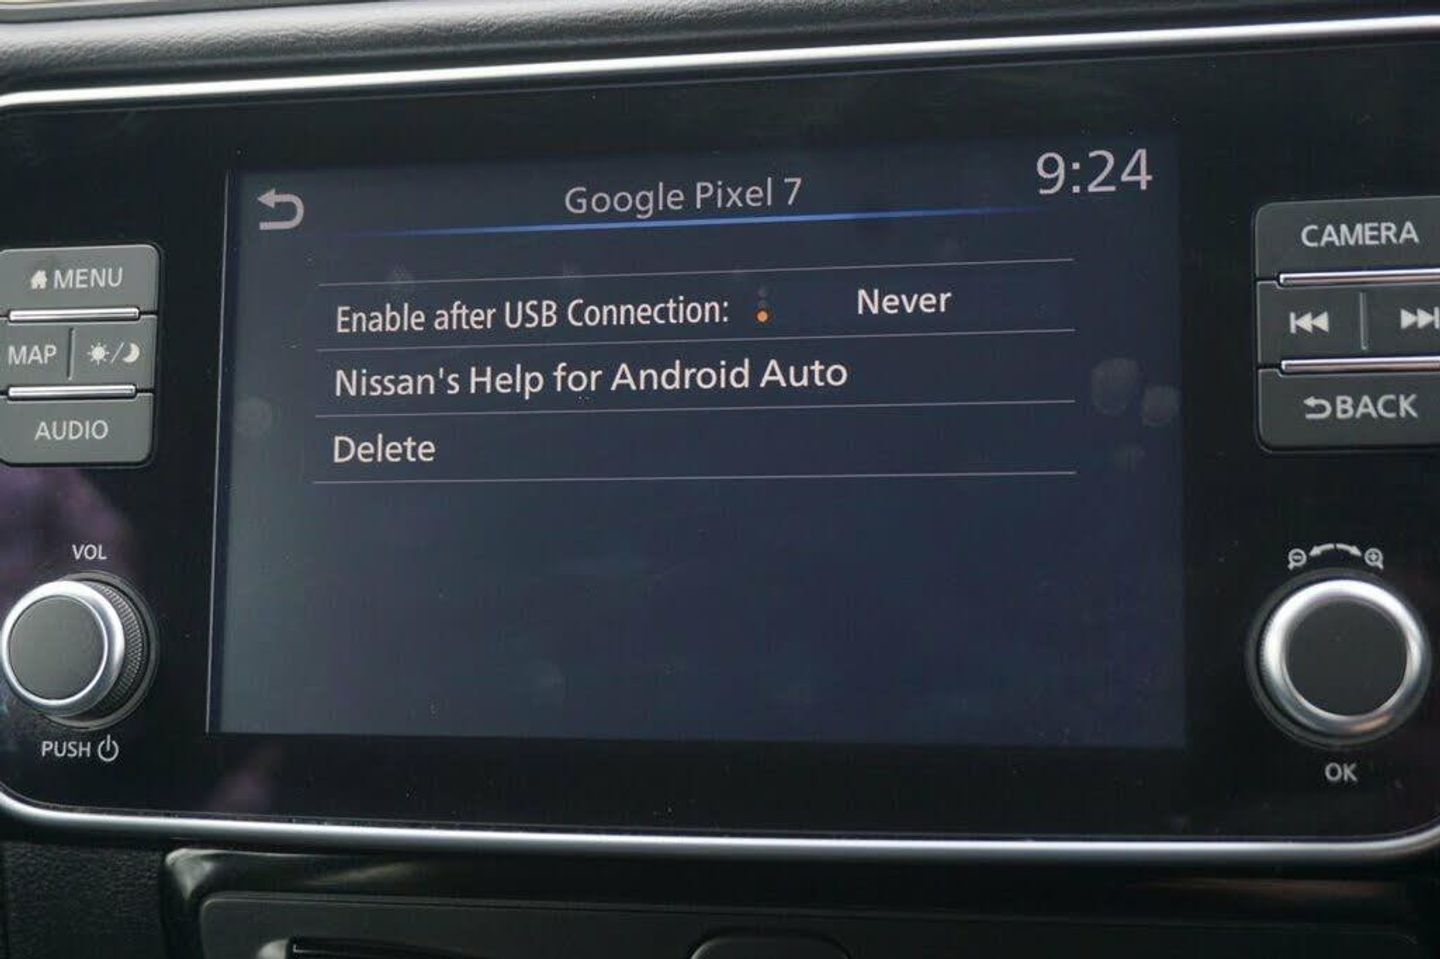 Google Pixel 7
9:24
Enable after USB Connection: Never
Nissan's Help for Android Auto
Delete
MENU
MAP
AUDIO
VOL
PUSH
CAMERA
BACK
OK